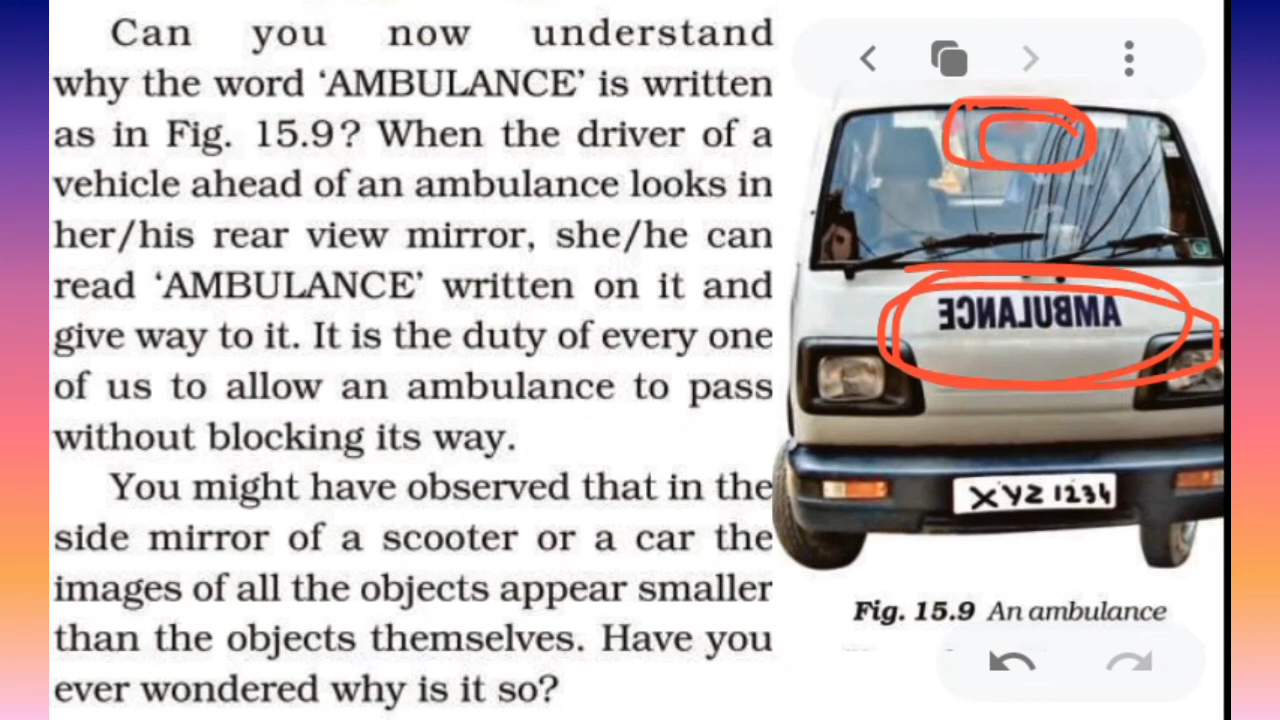 Can you now understand
why the word ‘AMBULANCE’ is written
as in Fig. 15.9? When the driver of a
vehicle ahead of an ambulance looks in
her/his rear view mirror, she/he can
read ‘AMBULANCE’ written on it and
give way to it. It is the duty of every one
of us to allow an ambulance to pass
without blocking its way.
You might have observed that in the
side mirror of a scooter or a car the
images of all the objects appear smaller
than the objects themselves. Have you
ever wondered why is it so?
AMBULANCE
XYZ 1234
Fig. 15.9 An ambulance